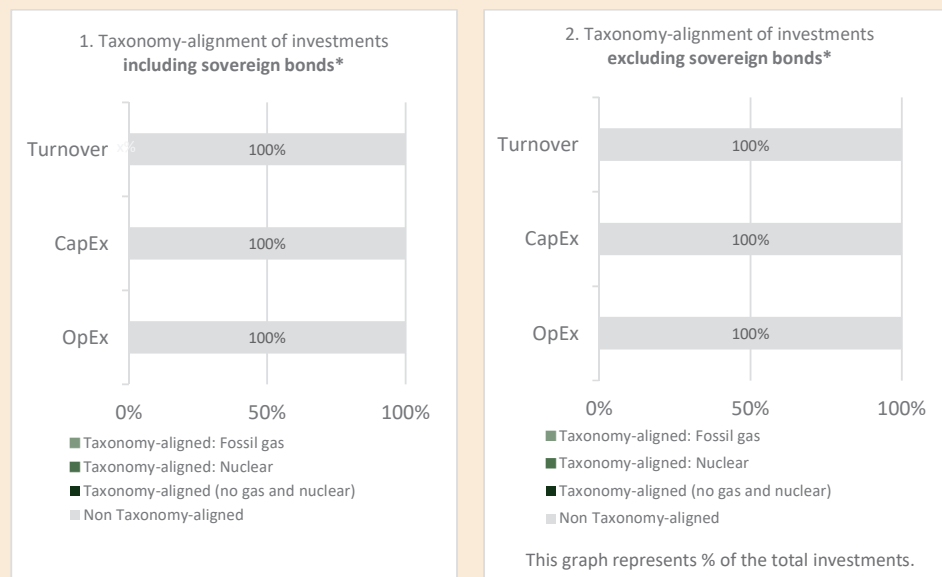 1. Taxonomy-alignment of investments
including sovereign bonds*
Turnover x% 100%
CapEx 100%
OpEx 100%
0% 50% 100%
Taxonomy-aligned: Fossil gas
Taxonomy-aligned: Nuclear
Taxonomy-aligned (no gas and nuclear)
Non Taxonomy-aligned
2. Taxonomy-alignment of investments
excluding sovereign bonds*
Turnover 100%
CapEx 100%
OpEx 100%
0% 50% 100%
Taxonomy-aligned: Fossil gas
Taxonomy-aligned: Nuclear
Taxonomy-aligned (no gas and nuclear)
Non Taxonomy-aligned
This graph represents % of the total investments.